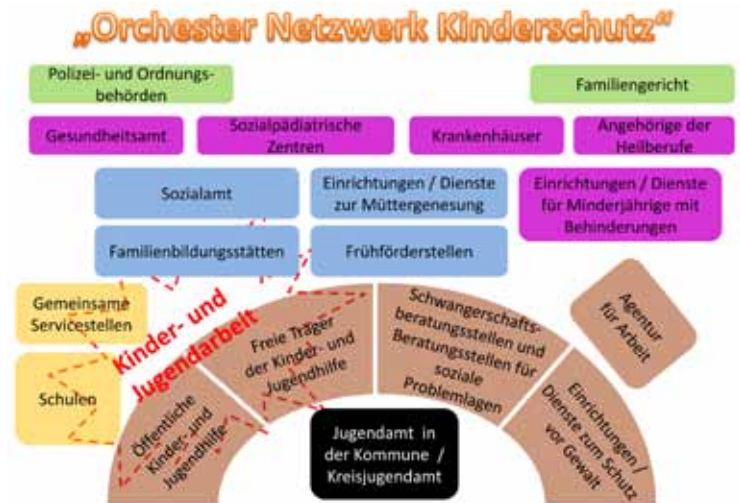 „Orchester Netzwerk Kinderschutz“
Polizei- und Ordnungs-
behörden
Familiengericht
Gesundheitsamt
Sozialpädiatrische
Zentren
Krankenhäuser
Angehörige der
Heilberufe
Sozialamt
Einrichtungen / Dienste
zur Müttergenesung
Einrichtungen / Dienste
für Minderjährige mit
Behinderungen
Familienbildungsstätten
Frühförderstellen
Gemeinsame
Servicestellen
Kinder- und
Jugendarbeit
Schulen
Öffentliche
Kinder- und
Jugendhilfe
Freie Träger
der Kinder- und
Jugendhilfe
Schwangerschafts-
beratungsstellen und
Beratungsstellen für
soziale
Problemlagen
Agentur
für Arbeit
Einrichtungen /
Dienste zum Schutz
vor Gewalt
Jugendamt in
der Kommune /
Kreisjugendamt